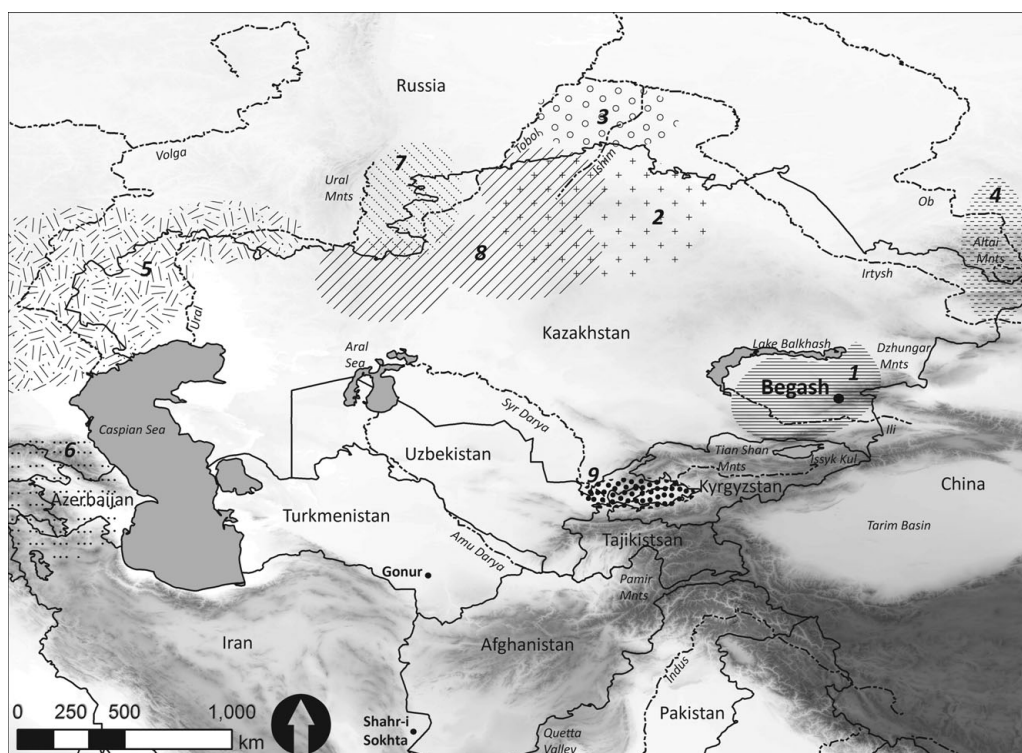 Russia
3
Tobol
Ishim
Volga
7
Ural
Mnts
2
Ob
4
Altai
Mnts
5
8
Irtysh
Ural
Kazakhstan
Aral
Sea
Lake Balkhash
Dzhungar
Mnts
1
Begash
Syr Darya
Caspian Sea
Ili
6
Uzbekistan
Tian Shan
Mnts
Issyk Kul
9
Kyrgyzstan
China
Azerbaijan
Turkmenistan
Tarim Basin
Amu Darya
Tajikistsan
Gonur
Pamir
Mnts
Iran
Afghanistan
Indus
0 250 500 1,000
km
Shahr-i
Sokhta
Quetta
Valley
Pakistan